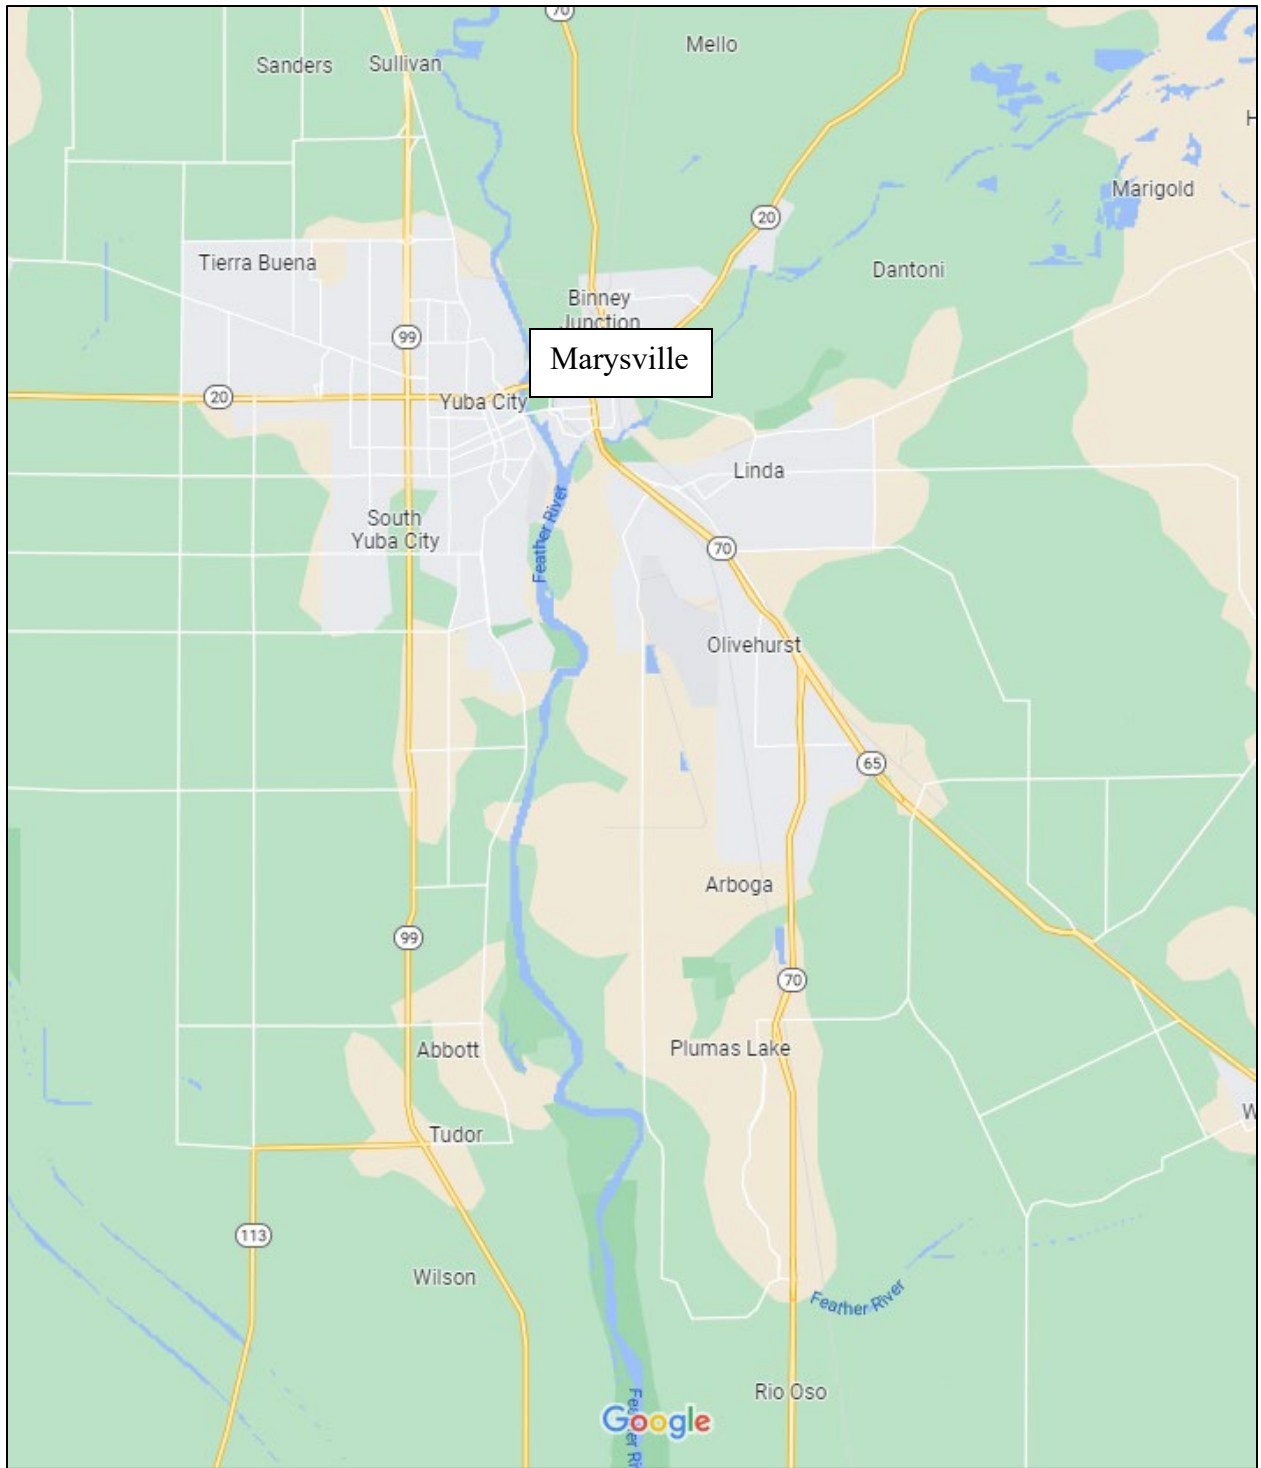 70
Mello
Sanders
Sullivan
Marigold
20
Tierra Buena
Dantoni
Binney
Junction
99
Marysville
20
Yuba City
Linda
South
Yuba City
Feather River
70
Olivehurst
65
Arboga
99
70
Abbott
Plumas Lake
Tudor
113
Wilson
Feather River
Rio Oso
Google